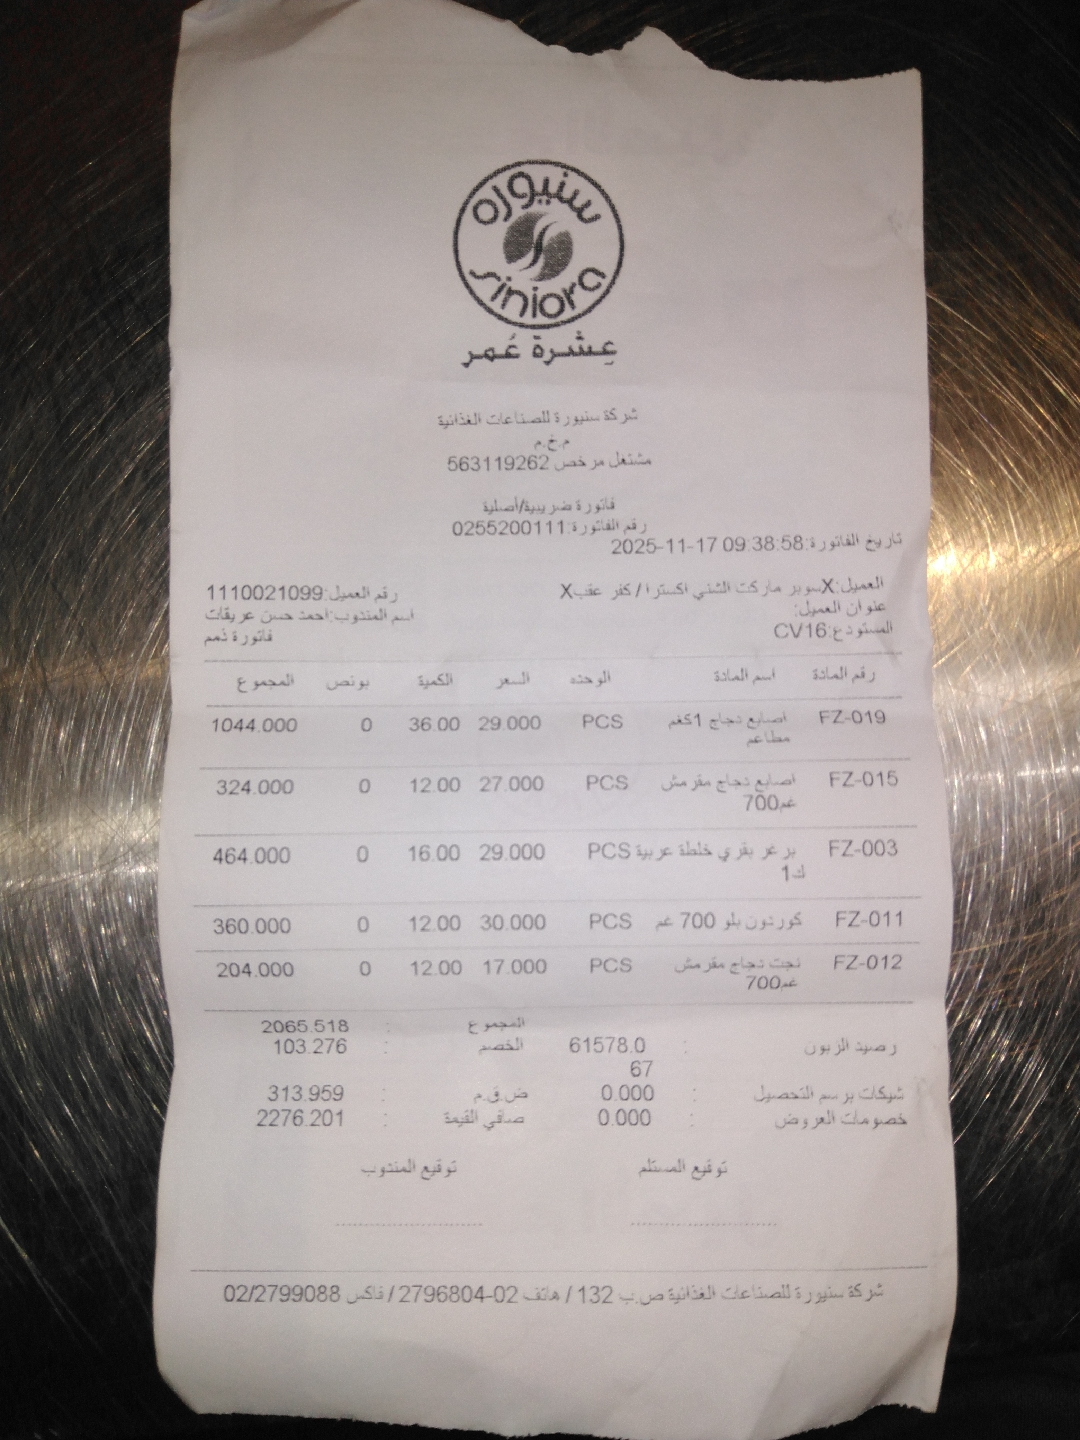 سنيورة
siniora
عِشرة عُمر
شركة سنيورة للصناعات الغذائية
م.خ.م
مشتغل مرخص 563119262
فاتورة ضريبية/أصلية
رقم الفاتورة:0255200111
تاريخ الفاتورة:2025-11-17 09:38:58
العميل:Xسوبر ماركت الشني اكسترا / كفر عقبX رقم العميل:1110021099
عنوان العميل: اسم المندوب:احمد حسن عريقات
المستودع:CV16 فاتورة ذمم
رقم المادة اسم المادة الوحده السعر الكمية بونص المجموع
FZ-019 اصابع دجاج 1كغم PCS 29.000 36.00 0 1044.000
مطاعم
FZ-015 اصابع دجاج مقرمش PCS 27.000 12.00 0 324.000
700غم
FZ-003 برغر بقري خلطة عربية PCS 29.000 16.00 0 464.000
1ك
FZ-011 كوردون بلو 700 غم PCS 30.000 12.00 0 360.000
FZ-012 نجت دجاج مقرمش PCS 17.000 12.00 0 204.000
700غم
المجموع : 2065.518
رصيد الزبون : 61578.0 الخصم : 103.276
67
شيكات برسم التحصيل : 0.000 ض.ق.م : 313.959
خصومات العروض : 0.000 صافي القيمة : 2276.201
توقيع المستلم توقيع المندوب
شركة سنيورة للصناعات الغذائية ص.ب 132 / هاتف 02-2796804 / فاكس 02/2799088